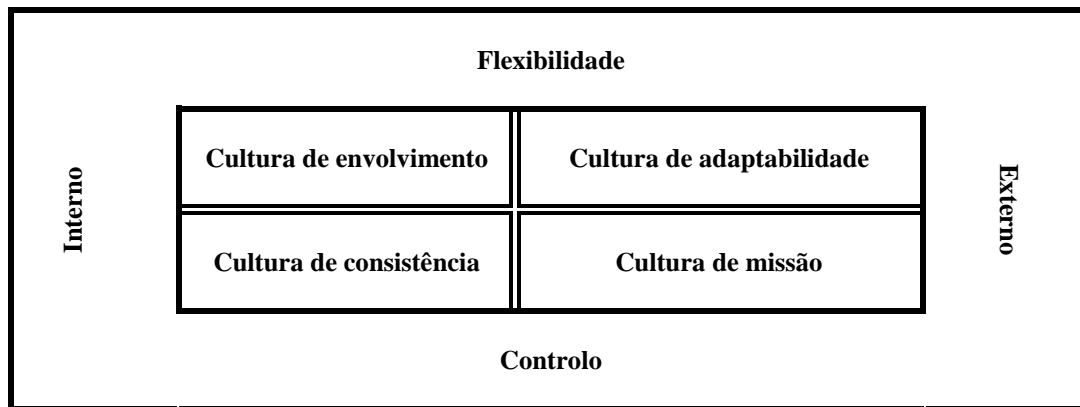 Flexibilidade
Interno
Cultura de envolvimento
Cultura de adaptabilidade
Externo
Cultura de consistência
Cultura de missão
Controlo